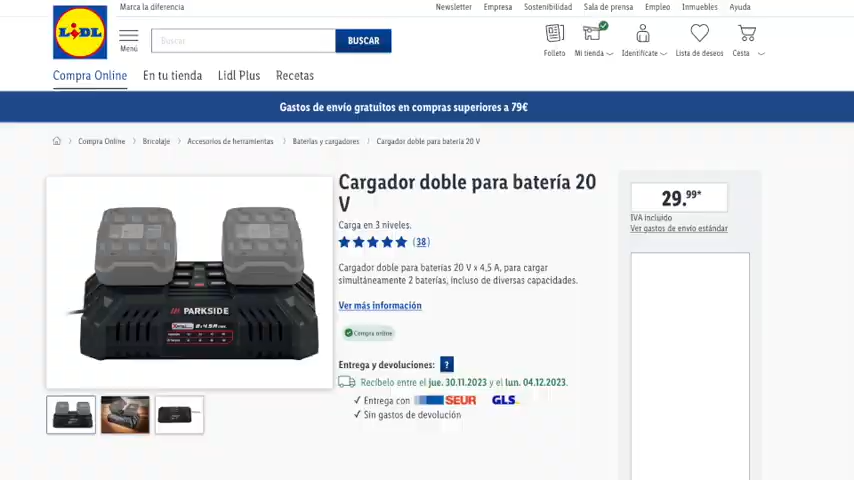 Marca la diferencia
Newsletter Empresa Sostenibilidad Sala de prensa Empleo Inmuebles Ayuda
LIDL
Menú
Buscar
BUSCAR
Folleto Mi tienda Identifícate Lista de deseos Cesta
Compra Online En tu tienda Lidl Plus Recetas
Gastos de envío gratuitos en compras superiores a 79€
Compra Online Bricolaje Accesorios de herramientas Baterías y cargadores Cargador doble para batería 20 V
Cargador doble para batería 20
V
Carga en 3 niveles.
(38)
Cargador doble para baterías 20 V x 4,5 A, para cargar
simultáneamente 2 baterías, incluso de diversas capacidades.
Ver más información
Compra online
Entrega y devoluciones: ?
Recíbelo entre el jue. 30.11.2023 y el lun. 04.12.2023.
✓ Entrega con SEUR GLS.
✓ Sin gastos de devolución
29.99*
IVA incluido
Ver gastos de envío estándar
PARKSIDE